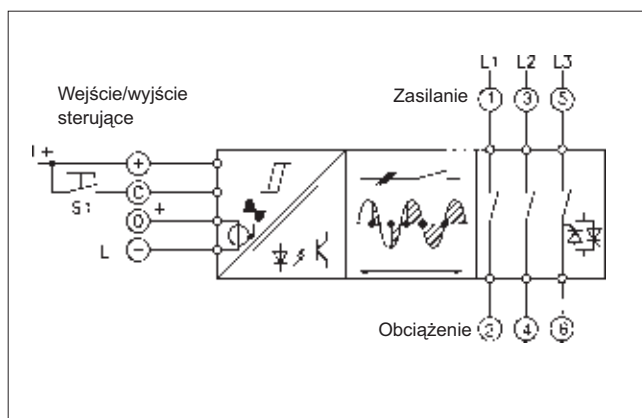 L1 L2 L3
Wejście/wyjście
sterujące
Zasilanie 1 3 5
+
C
S1
0 +
L -
Obciążenie 2 4 6